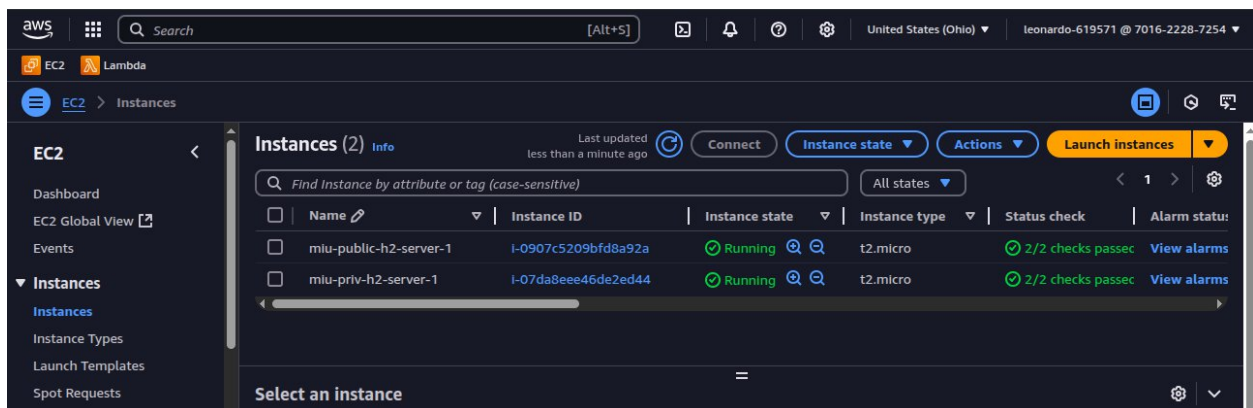 aws Search [Alt+S] United States (Ohio) leonardo-619571 @ 7016-2228-7254
EC2 Lambda
EC2 > Instances
EC2
Dashboard
EC2 Global View
Events
Instances
Instances
Instance Types
Launch Templates
Spot Requests
Instances (2) Info Last updated less than a minute ago Connect Instance state Actions Launch instances
Find Instance by attribute or tag (case-sensitive) All states 1
Name Instance ID Instance state Instance type Status check Alarm status
miu-public-h2-server-1 i-0907c5209bfd8a92a Running t2.micro 2/2 checks passec View alarms
miu-priv-h2-server-1 i-07da8eee46de2ed44 Running t2.micro 2/2 checks passec View alarms
Select an instance